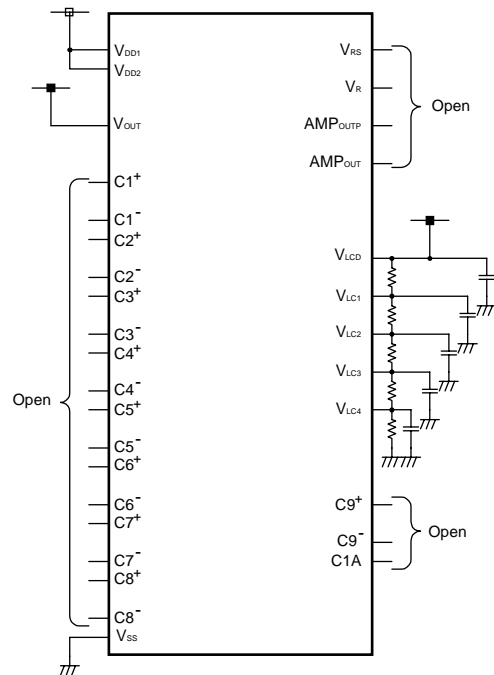 VDD1
VDD2
VOUT
C1+
C1-
C2+
C2-
C3+
C3-
C4+
C4-
C5+
C5-
C6+
C6-
C7+
C7-
C8+
C8-
VSS
Open
VRS
VR
AMPOUTP
AMPOUT
Open
VLCD
VLC1
VLC2
VLC3
VLC4
C9+
C9-
C1A
Open